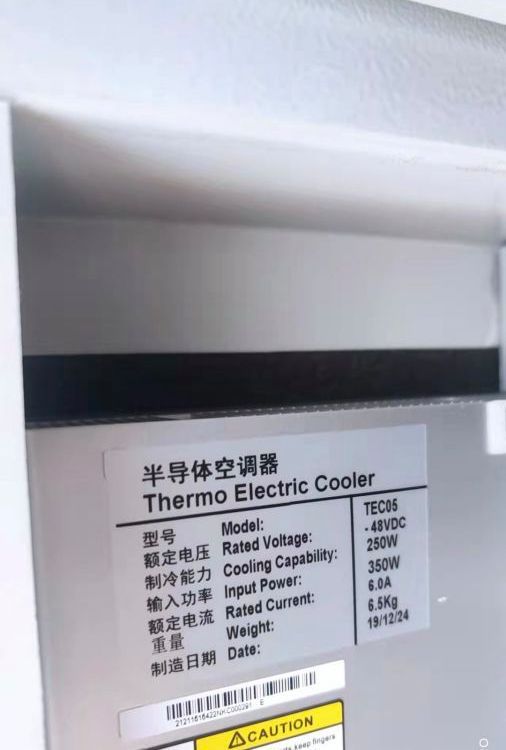 半导体空调器
Thermo Electric Cooler
型号 Model: TEC05
额定电压 Rated Voltage: -48VDC
制冷能力 Cooling Capability: 250W
输入功率 Input Power: 350W
额定电流 Rated Current: 6.0A
重量 Weight: 6.5Kg
制造日期 Date: 19/12/24
E
CAUTION
keep fingers